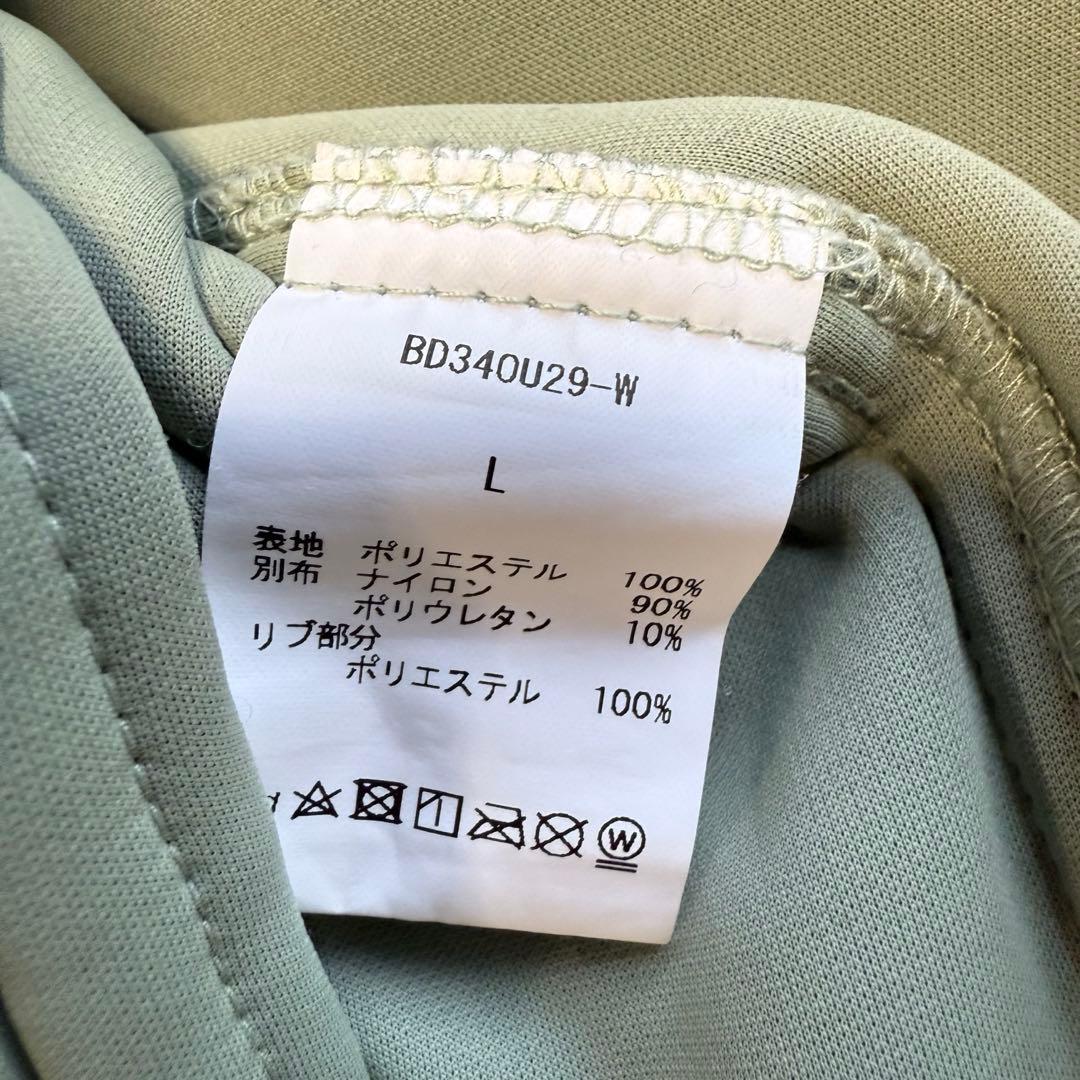 BD340U29-W
L
表地 ポリエステル 100%
別布 ナイロン 90%
ポリウレタン 10%
リブ部分
ポリエステル 100%
W